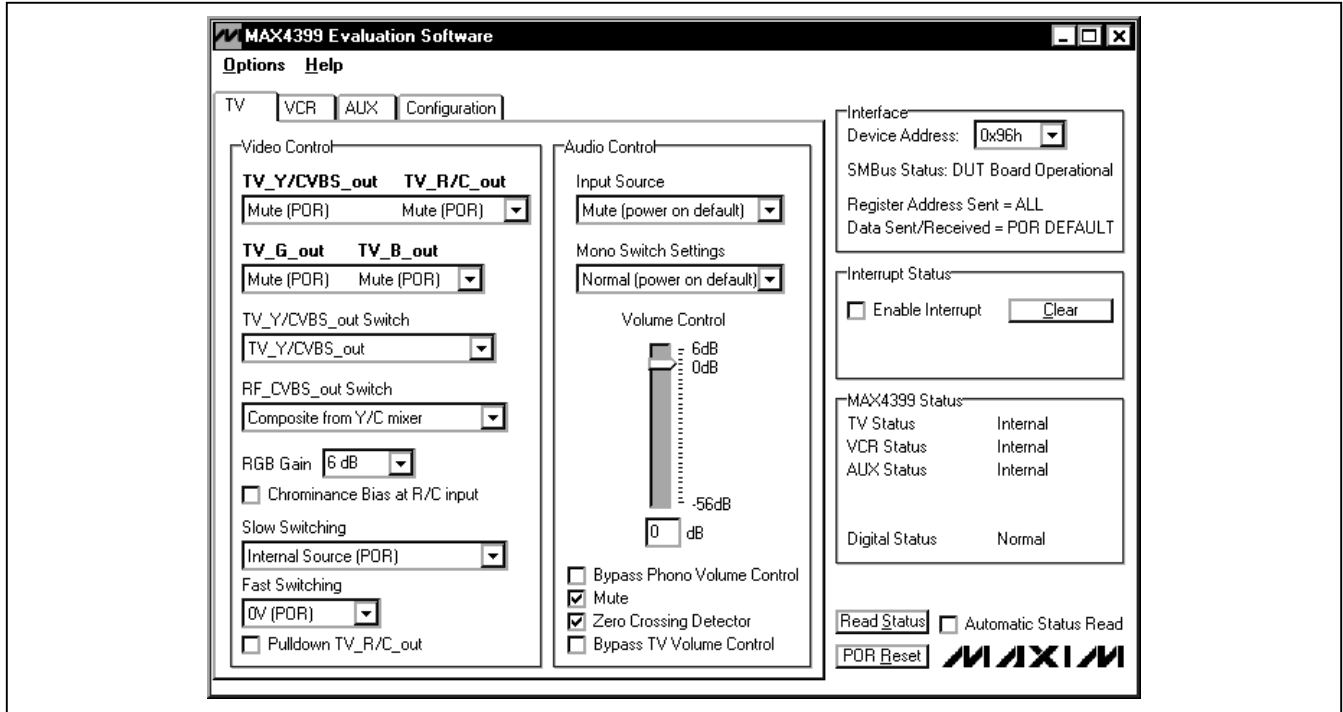 MAX4399 Evaluation Software
Options Help
TV VCR AUX Configuration
Video Control
TV_Y/CVBS_out TV_R/C_out
Mute (POR) Mute (POR)
TV_G_out TV_B_out
Mute (POR) Mute (POR)
TV_Y/CVBS_out Switch
TV_Y/CVBS_out
RF_CVBS_out Switch
Composite from Y/C mixer
RGB Gain 6 dB
Chrominance Bias at R/C input
Slow Switching
Internal Source (POR)
Fast Switching
0V (POR)
Pulldown TV_R/C_out
Audio Control
Input Source
Mute (power on default)
Mono Switch Settings
Normal (power on default)
Volume Control
6dB
0dB
-56dB
0 dB
Bypass Phono Volume Control
Mute
Zero Crossing Detector
Bypass TV Volume Control
Interface
Device Address: 0x96h
SMBus Status: DUT Board Operational
Register Address Sent = ALL
Data Sent/Received = POR DEFAULT
Interrupt Status
Enable Interrupt Clear
MAX4399 Status
TV Status Internal
VCR Status Internal
AUX Status Internal
Digital Status Normal
Read Status Automatic Status Read
POR Reset MAXIM